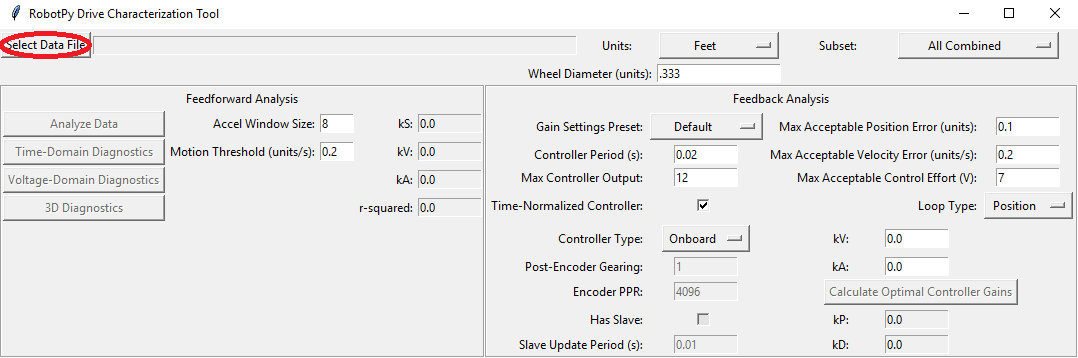 RobotPy Drive Characterization Tool
Select Data File
Units: Feet Subset: All Combined
Wheel Diameter (units): .333
Feedforward Analysis
Analyze Data Accel Window Size: 8 kS: 0.0
Time-Domain Diagnostics Motion Threshold (units/s): 0.2 kV: 0.0
Voltage-Domain Diagnostics kA: 0.0
3D Diagnostics r-squared: 0.0
Feedback Analysis
Gain Settings Preset: Default Max Acceptable Position Error (units): 0.1
Controller Period (s): 0.02 Max Acceptable Velocity Error (units/s): 0.2
Max Controller Output: 12 Max Acceptable Control Effort (V): 7
Time-Normalized Controller: Loop Type: Position
Controller Type: Onboard kV: 0.0
Post-Encoder Gearing: 1 kA: 0.0
Encoder PPR: 4096 Calculate Optimal Controller Gains
Has Slave: kP: 0.0
Slave Update Period (s): 0.01 kD: 0.0